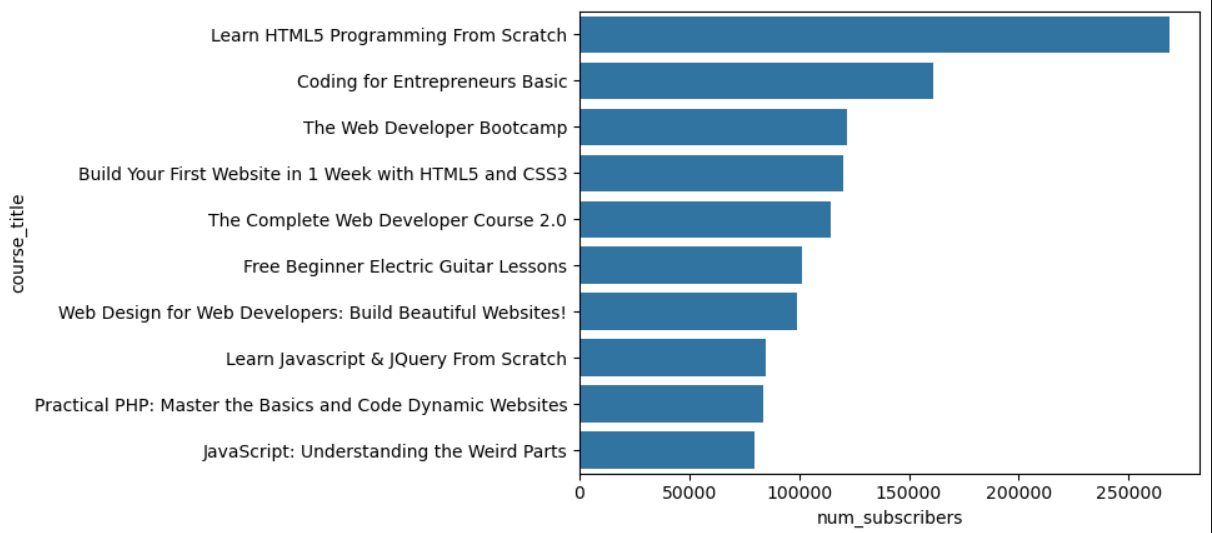 Learn HTML5 Programming From Scratch
Coding for Entrepreneurs Basic
The Web Developer Bootcamp
Build Your First Website in 1 Week with HTML5 and CSS3
The Complete Web Developer Course 2.0
Free Beginner Electric Guitar Lessons
Web Design for Web Developers: Build Beautiful Websites!
Learn Javascript & JQuery From Scratch
Practical PHP: Master the Basics and Code Dynamic Websites
JavaScript: Understanding the Weird Parts
course_title
0 50000 100000 150000 200000 250000
num_subscribers